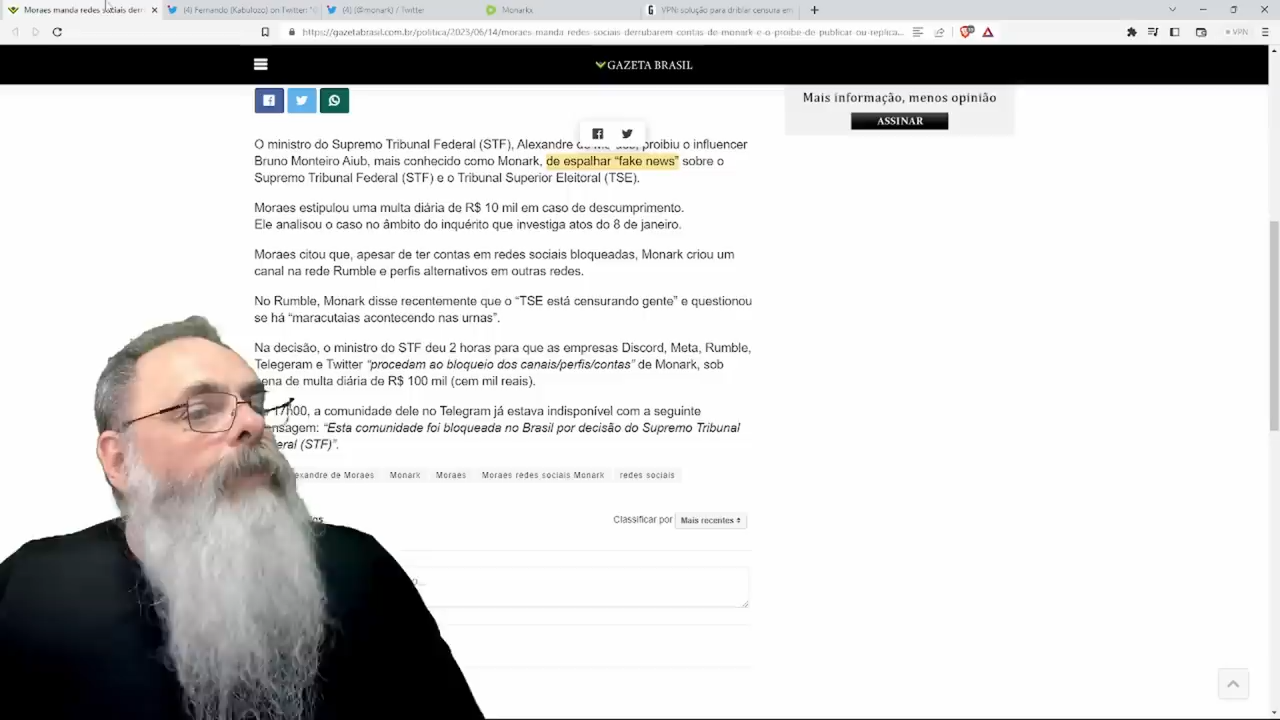 Moraes manda redes sociais derru
(4) Fernando (Kabulozo) on Twitter: "
(4) (@monark) / Twitter
Monarkx
VPN: solução para driblar censura em
https://gazetabrasil.com.br/politica/2023/06/14/moraes-manda-redes-sociais-derrubarem-contas-de-monark-e-o-proibe-de-publicar-ou-replica...
VPN
GAZETA BRASIL
Mais informação, menos opinião
ASSINAR
O ministro do Supremo Tribunal Federal (STF), Alexandre proibiu o influencer
Bruno Monteiro Aiub, mais conhecido como Monark, de espalhar “fake news” sobre o
Supremo Tribunal Federal (STF) e o Tribunal Superior Eleitoral (TSE).
Moraes estipulou uma multa diária de R$ 10 mil em caso de descumprimento.
Ele analisou o caso no âmbito do inquérito que investiga atos do 8 de janeiro.
Moraes citou que, apesar de ter contas em redes sociais bloqueadas, Monark criou um
canal na rede Rumble e perfis alternativos em outras redes.
No Rumble, Monark disse recentemente que o “TSE está censurando gente” e questionou
se há “maracutaias acontecendo nas urnas”.
Na decisão, o ministro do STF deu 2 horas para que as empresas Discord, Meta, Rumble,
Telegeram e Twitter “procedam ao bloqueio dos canais/perfis/contas” de Monark, sob
ena de multa diária de R$ 100 mil (cem mil reais).
17h00, a comunidade dele no Telegram já estava indisponível com a seguinte
nsagem: “Esta comunidade foi bloqueada no Brasil por decisão do Supremo Tribunal
eral (STF)”.
exandre de Moraes Monark Moraes Moraes redes sociais Monark redes sociais
Classificar por Mais recentes